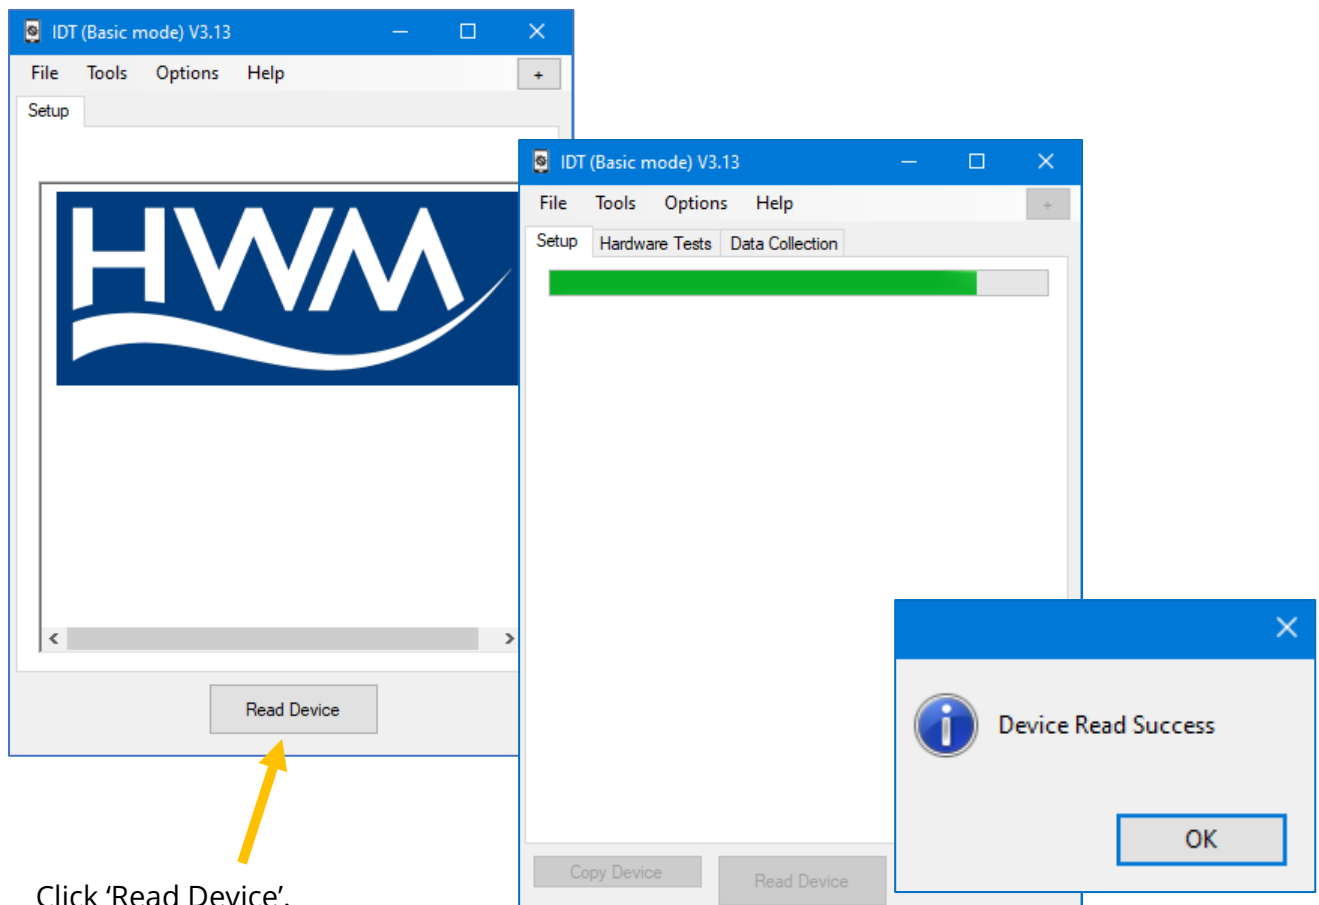 IDT (Basic mode) V3.13
File Tools Options Help +
Setup
HWM
Read Device
Click ‘Read Device’.
IDT (Basic mode) V3.13
File Tools Options Help +
Setup Hardware Tests Data Collection
Copy Device Read Device
Device Read Success
OK